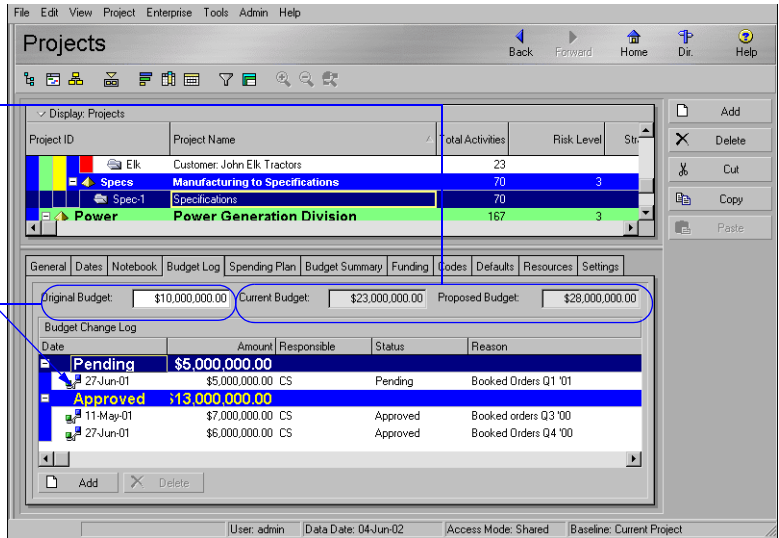 File Edit View Project Enterprise Tools Admin Help
Projects
Back Forward Home Dir. Help
Display: Projects
Project ID Project Name Total Activities Risk Level
Elk Customer: John Elk Tractors 23
Specs Manufacturing to Specifications 70 3
Spec-1 Specifications 70
Power Power Generation Division 167 3
Add
Delete
Cut
Copy
Paste
General Dates Notebook Budget Log Spending Plan Budget Summary Funding Codes Defaults Resources Settings
Original Budget: $10,000,000.00 Current Budget: $23,000,000.00 Proposed Budget: $28,000,000.00
Budget Change Log
Date Amount Responsible Status Reason
Pending $5,000,000.00
27-Jun-01 $5,000,000.00 CS Pending Booked Orders Q1 '01
Approved $13,000,000.00
11-May-01 $7,000,000.00 CS Approved Booked orders Q3 '00
27-Jun-01 $6,000,000.00 CS Approved Booked Orders Q4 '00
Add Delete
User: admin Data Date: 04-Jun-02 Access Mode: Shared Baseline: Current Project